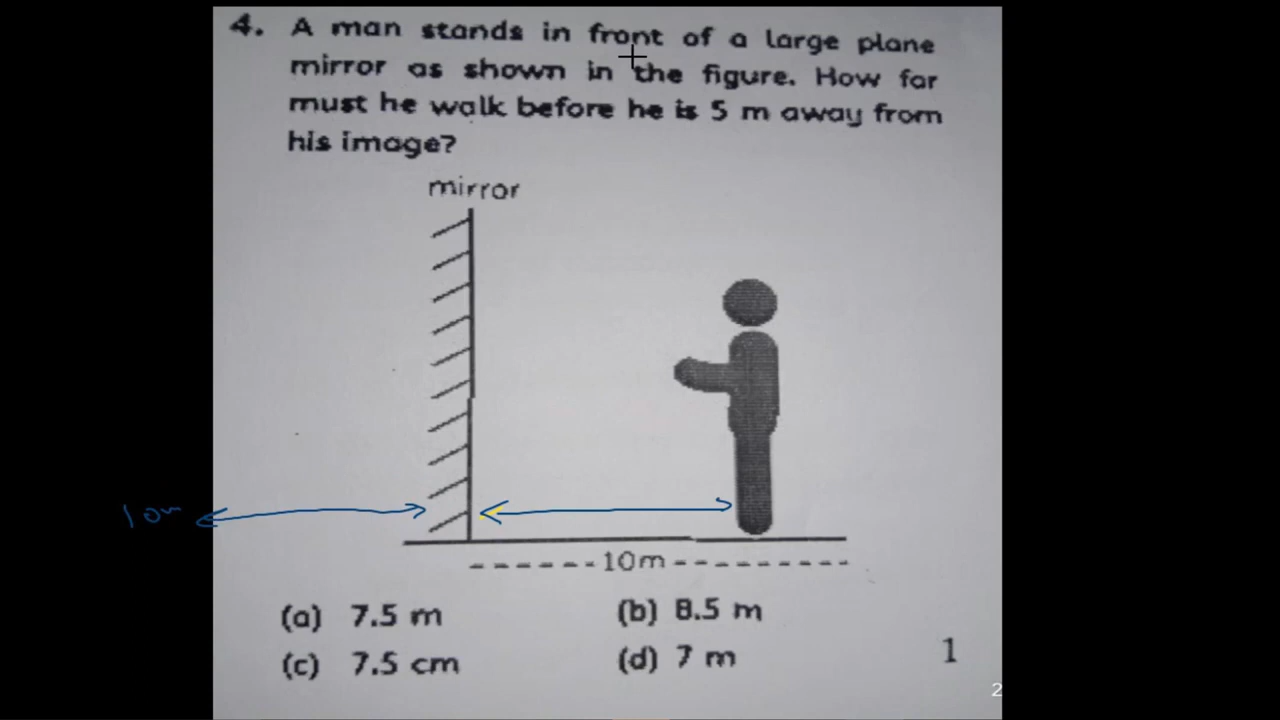 4. A man stands in front of a large plane
mirror as shown in the figure. How far
must he walk before he is 5 m away from
his image?
mirror
10m
10m
(a) 7.5 m (b) 8.5 m
(c) 7.5 cm (d) 7 m
1
2